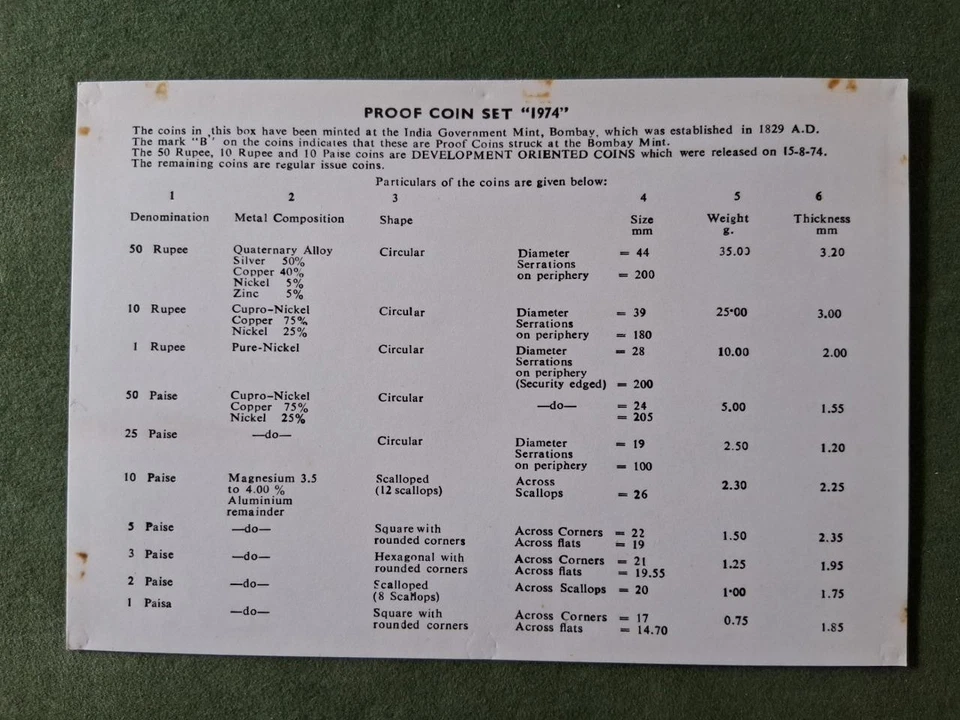 PROOF COIN SET "1974"
The coins in this box have been minted at the India Government Mint, Bombay, which was established in 1829 A.D.
The mark "B" on the coins indicates that these are Proof Coins struck at the Bombay Mint.
The 50 Rupee, 10 Rupee and 10 Paise coins are DEVELOPMENT ORIENTED COINS which were released on 15-8-74.
The remaining coins are regular issue coins.
Particulars of the coins are given below:
1 2 3 4 5 6
Denomination Metal Composition Shape Size Weight Thickness
mm g. mm
50 Rupee Quaternary Alloy Circular Diameter = 44 35.00 3.20
Silver 50% Serrations
Copper 40% on periphery = 200
Nickel 5%
Zinc 5%
10 Rupee Cupro-Nickel Circular Diameter = 39 25·00 3.00
Copper 75% Serrations
Nickel 25% on periphery = 180
1 Rupee Pure-Nickel Circular Diameter = 28 10.00 2.00
Serrations
on periphery
(Security edged) = 200
50 Paise Cupro-Nickel Circular —do— = 24 5.00 1.55
Copper 75% = 205
Nickel 25%
25 Paise —do— Circular Diameter = 19 2.50 1.20
Serrations
on periphery = 100
10 Paise Magnesium 3.5 Scalloped Across 2.30 2.25
to 4.00 % (12 scallops) Scallops = 26
Aluminium
remainder
5 Paise —do— Square with Across Corners = 22 1.50 2.35
rounded corners Across flats = 19
3 Paise —do— Hexagonal with Across Corners = 21 1.25 1.95
rounded corners Across flats = 19.55
2 Paise —do— Scalloped Across Scallops = 20 1·00 1.75
(8 Scallops)
1 Paisa —do— Square with Across Corners = 17 0.75 1.85
rounded corners Across flats = 14.70